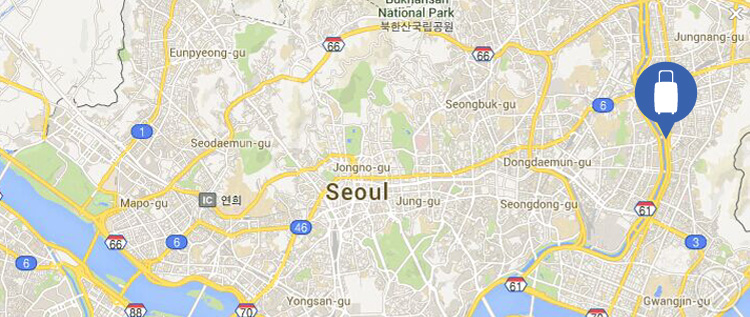 Bukhansan
National Park
북한산국립공원
Jungnang-gu
Eunpyeong-gu
66
66
Seongbuk-gu
6
1
Seodaemun-gu
Jongno-gu
Dongdaemun-gu
Mapo-gu
IC 연희
Seoul
Jung-gu
Seongdong-gu
61
46
66
6
3
6
61
Yongsan-gu
Gwangjin-gu
88
70
70